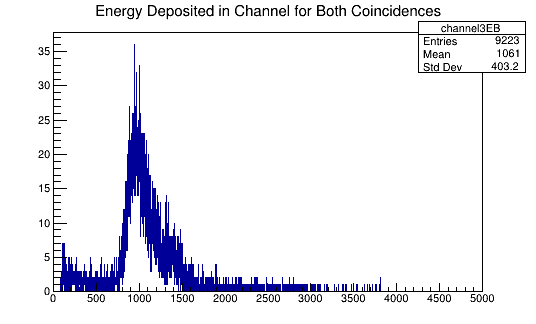 Energy Deposited in Channel for Both Coincidences
channel3EB
Entries 9223
Mean 1061
Std Dev 403.2
35
30
25
20
15
10
5
0
0 500 1000 1500 2000 2500 3000 3500 4000 4500 5000